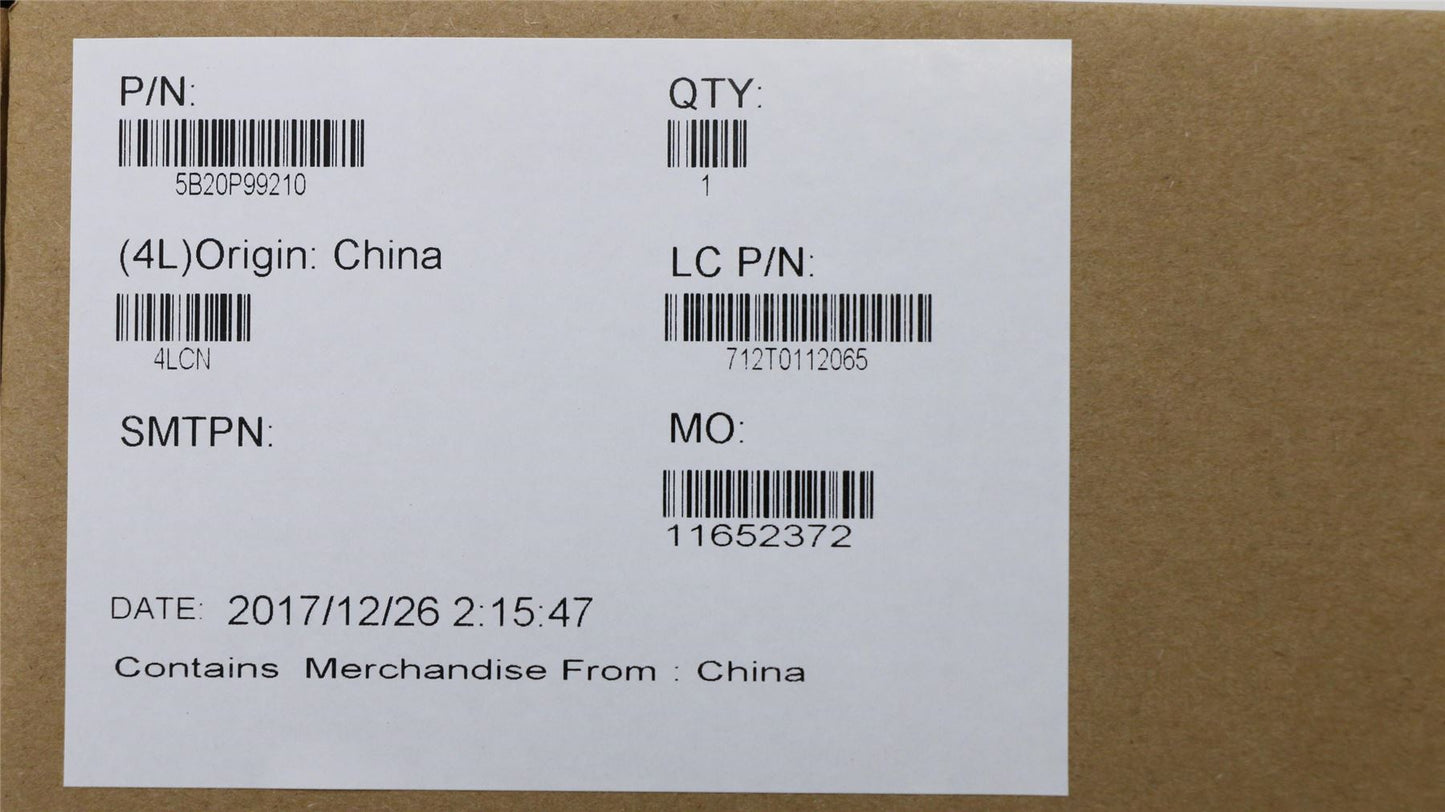 P/N:
5B20P99210
QTY:
1
(4L)Origin: China
4LCN
LC P/N:
712T0112065
SMTPN:
MO:
11652372
DATE: 2017/12/26 2:15:47
Contains Merchandise From : China